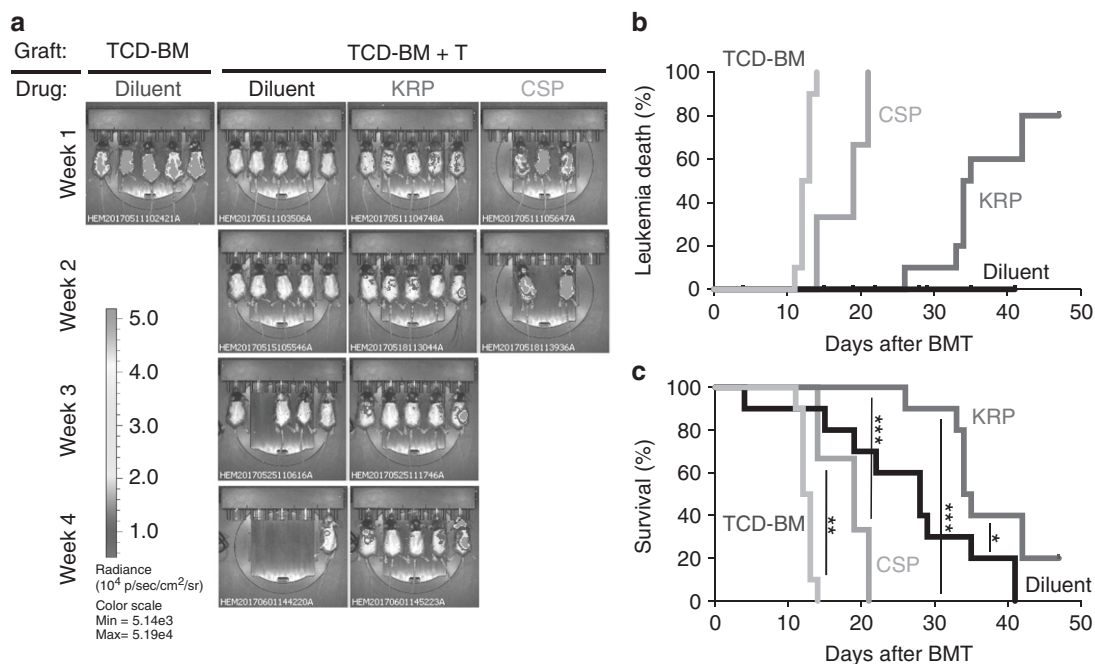 a
Graft: TCD-BM TCD-BM + T
Drug: Diluent Diluent KRP CSP
Week 1
HEM20170511102421A HEM20170511103506A HEM20170511104748A HEM20170511105647A
Week 2
HEM20170515105546A HEM20170518113044A HEM20170518113936A
Week 3
HEM20170525110616A HEM20170525111746A
Week 4
HEM20170601144220A HEM20170601145223A
5.0
4.0
3.0
2.0
1.0
Radiance
(10⁴ p/sec/cm²/sr)
Color scale
Min = 5.14e3
Max= 5.19e4
b
Leukemia death (%)
100
80
60
40
20
0
TCD-BM
CSP
KRP
Diluent
0 10 20 30 40 50
Days after BMT
c
Survival (%)
100
80
60
40
20
0
KRP
***
***
**
*
TCD-BM
CSP
Diluent
0 10 20 30 40 50
Days after BMT